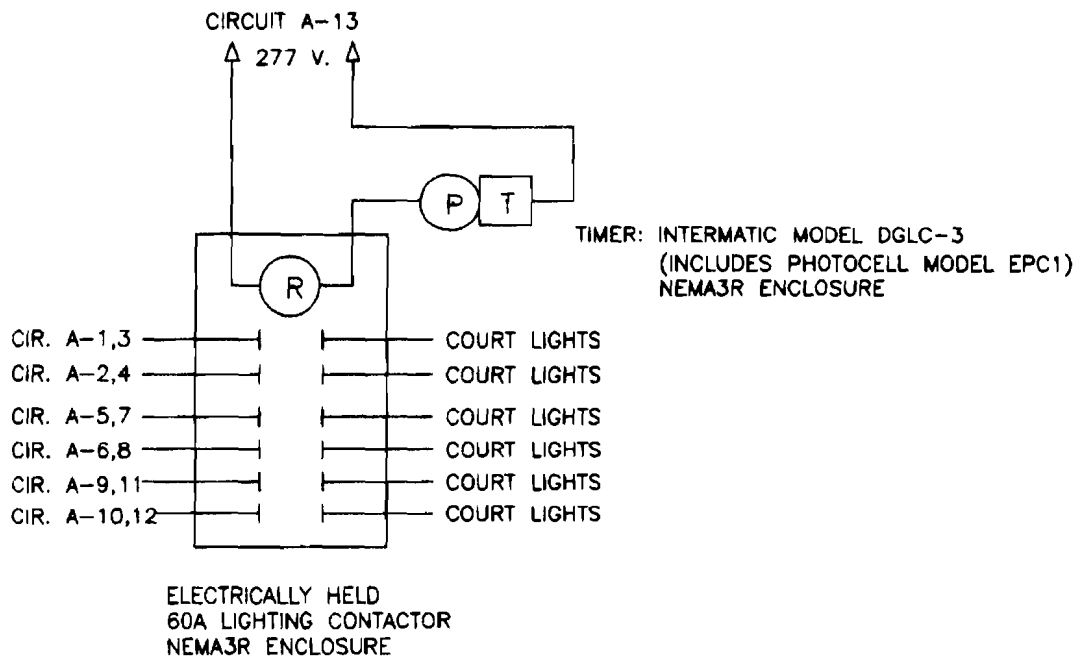 CIRCUIT A-13
277 V.
P T
TIMER: INTERMATIC MODEL DGLC-3
(INCLUDES PHOTOCELL MODEL EPC1)
NEMA3R ENCLOSURE
R
CIR. A-1,3 COURT LIGHTS
CIR. A-2,4 COURT LIGHTS
CIR. A-5,7 COURT LIGHTS
CIR. A-6,8 COURT LIGHTS
CIR. A-9,11 COURT LIGHTS
CIR. A-10,12 COURT LIGHTS
ELECTRICALLY HELD
60A LIGHTING CONTACTOR
NEMA3R ENCLOSURE